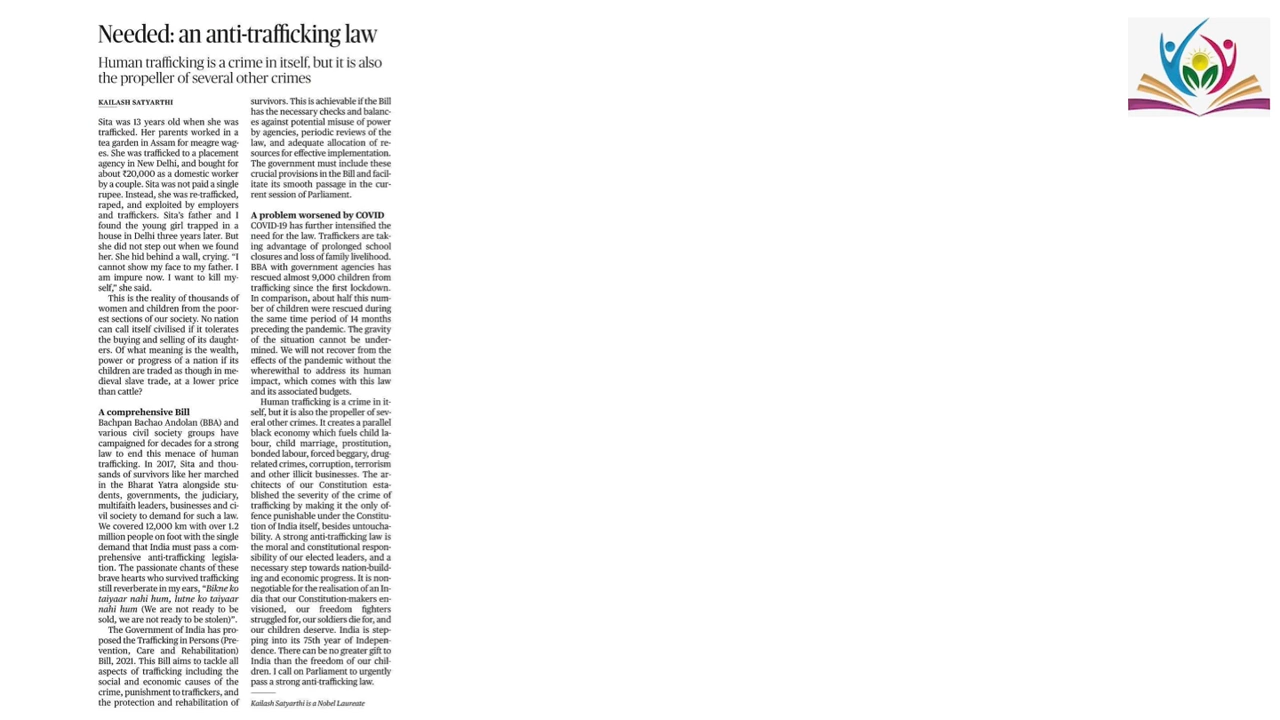 Needed: an anti-trafficking law
Human trafficking is a crime in itself, but it is also
the propeller of several other crimes
KAILASH SATYARTHI
Sita was 13 years old when she was
trafficked. Her parents worked in a
tea garden in Assam for meagre wag-
es. She was trafficked to a placement
agency in New Delhi, and bought for
about ₹20,000 as a domestic worker
by a couple. Sita was not paid a single
rupee. Instead, she was re-trafficked,
raped, and exploited by employers
and traffickers. Sita's father and I
found the young girl trapped in a
house in Delhi three years later. But
she did not step out when we found
her. She hid behind a wall, crying. “I
cannot show my face to my father. I
am impure now. I want to kill my-
self,” she said.
This is the reality of thousands of
women and children from the poor-
est sections of our society. No nation
can call itself civilised if it tolerates
the buying and selling of its daught-
ers. Of what meaning is the wealth,
power or progress of a nation if its
children are traded as though in me-
dieval slave trade, at a lower price
than cattle?
A comprehensive Bill
Bachpan Bachao Andolan (BBA) and
various civil society groups have
campaigned for decades for a strong
law to end this menace of human
trafficking. In 2017, Sita and thou-
sands of survivors like her marched
in the Bharat Yatra alongside stu-
dents, governments, the judiciary,
multifaith leaders, businesses and ci-
vil society to demand for such a law.
We covered 12,000 km with over 1.2
million people on foot with the single
demand that India must pass a com-
prehensive anti-trafficking legisla-
tion. The passionate chants of these
brave hearts who survived trafficking
still reverberate in my ears, “Bikne ko
taiyaar nahi hum, lutne ko taiyaar
nahi hum (We are not ready to be
sold, we are not ready to be stolen)”.
The Government of India has pro-
posed the Trafficking in Persons (Pre-
vention, Care and Rehabilitation)
Bill, 2021. This Bill aims to tackle all
aspects of trafficking including the
social and economic causes of the
crime, punishment to traffickers, and
the protection and rehabilitation of
survivors. This is achievable if the Bill
has the necessary checks and balanc-
es against potential misuse of power
by agencies, periodic reviews of the
law, and adequate allocation of re-
sources for effective implementation.
The government must include these
crucial provisions in the Bill and facil-
itate its smooth passage in the cur-
rent session of Parliament.
A problem worsened by COVID
COVID-19 has further intensified the
need for the law. Traffickers are tak-
ing advantage of prolonged school
closures and loss of family livelihood.
BBA with government agencies has
rescued almost 9,000 children from
trafficking since the first lockdown.
In comparison, about half this num-
ber of children were rescued during
the same time period of 14 months
preceding the pandemic. The gravity
of the situation cannot be under-
mined. We will not recover from the
effects of the pandemic without the
wherewithal to address its human
impact, which comes with this law
and its associated budgets.
Human trafficking is a crime in it-
self, but it is also the propeller of sev-
eral other crimes. It creates a parallel
black economy which fuels child la-
bour, child marriage, prostitution,
bonded labour, forced beggary, drug-
related crimes, corruption, terrorism
and other illicit businesses. The ar-
chitects of our Constitution esta-
blished the severity of the crime of
trafficking by making it the only of-
fence punishable under the Constitu-
tion of India itself, besides untoucha-
bility. A strong anti-trafficking law is
the moral and constitutional respon-
sibility of our elected leaders, and a
necessary step towards nation-build-
ing and economic progress. It is non-
negotiable for the realisation of an In-
dia that our Constitution-makers en-
visioned, our freedom fighters
struggled for, our soldiers die for, and
our children deserve. India is step-
ping into its 75th year of Indepen-
dence. There can be no greater gift to
India than the freedom of our chil-
dren. I call on Parliament to urgently
pass a strong anti-trafficking law.
Kailash Satyarthi is a Nobel Laureate